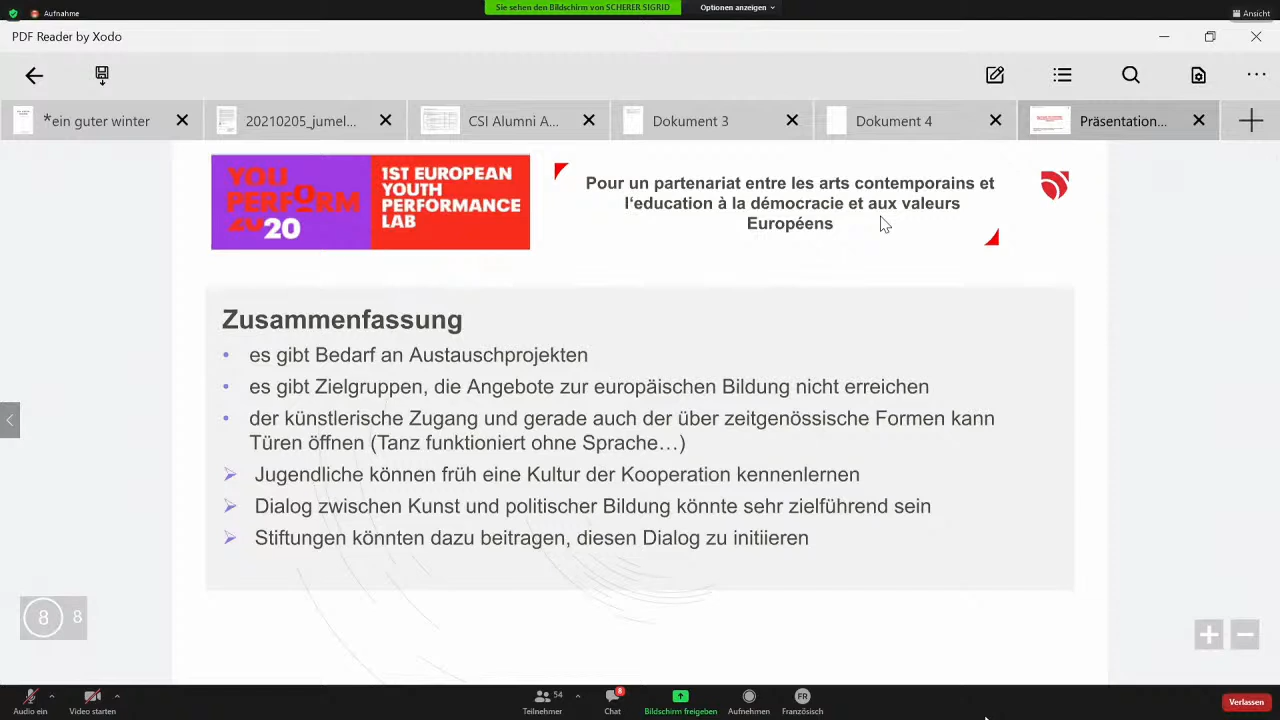 Aufnahme
Sie sehen den Bildschirm von SCHERER SIGRID
Optionen anzeigen
Ansicht
PDF Reader by Xodo
*ein guter winter
20210205_jumel...
CSI Alumni A...
Dokument 3
Dokument 4
Präsentation...
YOU
PERFORM
20
20
1ST EUROPEAN
YOUTH
PERFORMANCE
LAB
Pour un partenariat entre les arts contemporains et
l‘education à la démocracie et aux valeurs
Européens
Zusammenfassung
• es gibt Bedarf an Austauschprojekten
• es gibt Zielgruppen, die Angebote zur europäischen Bildung nicht erreichen
• der künstlerische Zugang und gerade auch der über zeitgenössische Formen kann
Türen öffnen (Tanz funktioniert ohne Sprache…)
➢ Jugendliche können früh eine Kultur der Kooperation kennenlernen
➢ Dialog zwischen Kunst und politischer Bildung könnte sehr zielführend sein
➢ Stiftungen könnten dazu beitragen, diesen Dialog zu initiieren
8 8
Audio ein
Video starten
54
Teilnehmer
8
Chat
Bildschirm freigeben
Aufnehmen
FR
Französisch
Verlassen